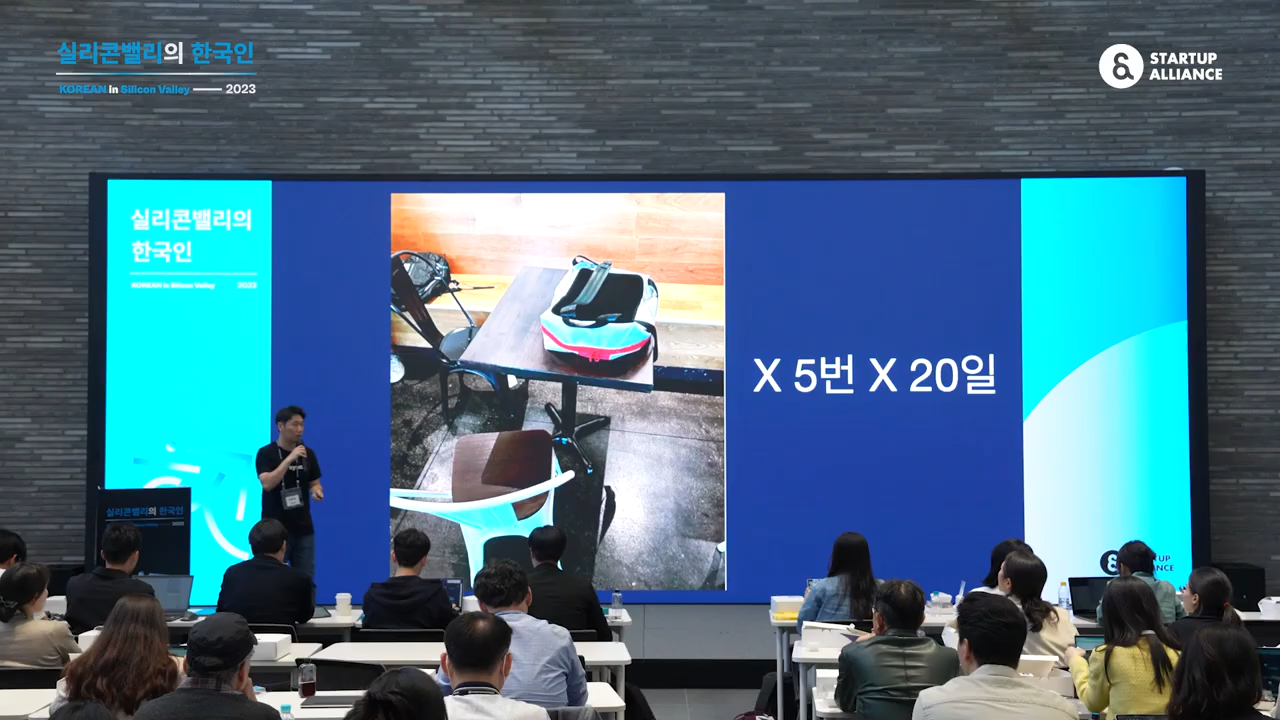 실리콘밸리의 한국인
KOREAN in Silicon Valley 2023
STARTUP
ALLIANCE
실리콘밸리의
한국인
KOREAN in Silicon Valley 2023
X 5번 X 20일
실리콘밸리의 한국인